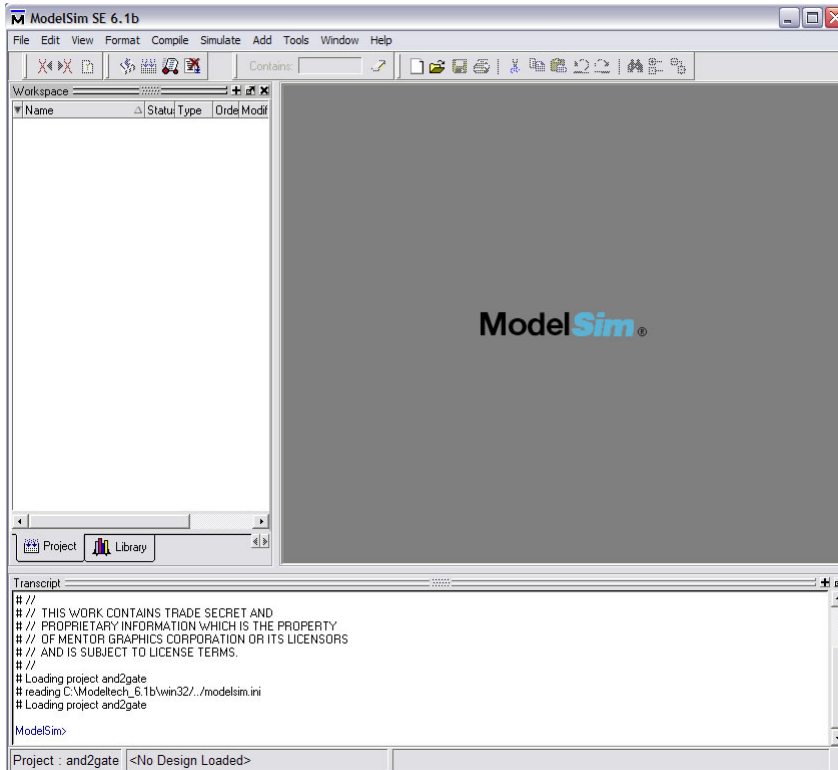 ModelSim SE 6.1b
File Edit View Format Compile Simulate Add Tools Window Help
Contains:
Workspace
Name Statu Type Orde Modif
ModelSim ®
Project Library
Transcript
# //
# // THIS WORK CONTAINS TRADE SECRET AND
# // PROPRIETARY INFORMATION WHICH IS THE PROPERTY
# // OF MENTOR GRAPHICS CORPORATION OR ITS LICENSORS
# // AND IS SUBJECT TO LICENSE TERMS.
# //
# Loading project and2gate
# reading C:\Modeltech_6.1b\win32/../modelsim.ini
# Loading project and2gate
ModelSim>
Project : and2gate <No Design Loaded>